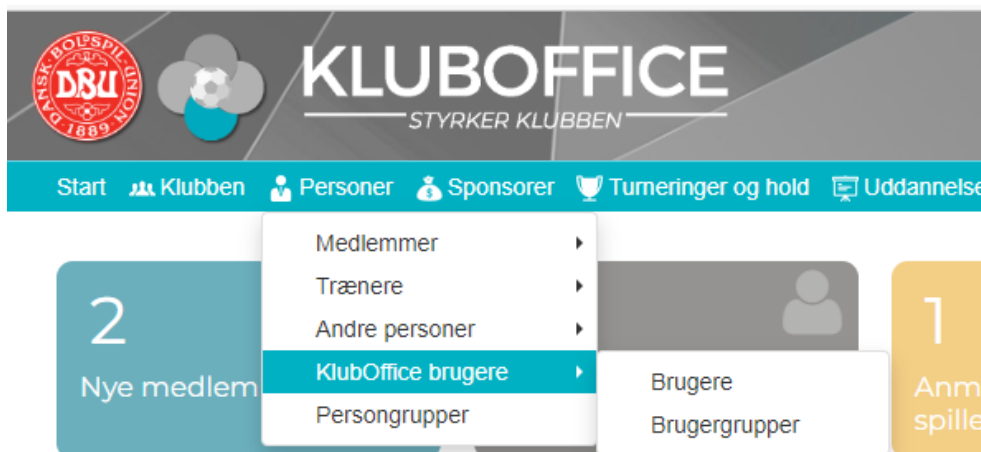 DANSK BOLDSPIL-UNION
DBU
1889
KLUBOFFICE
STYRKER KLUBBEN
Start Klubben Personer Sponsorer Turneringer og hold Uddannelse
Medlemmer
Trænere
Andre personer
KlubOffice brugere
Persongrupper
Brugere
Brugergrupper
2
Nye medlem
1
Anm
spille